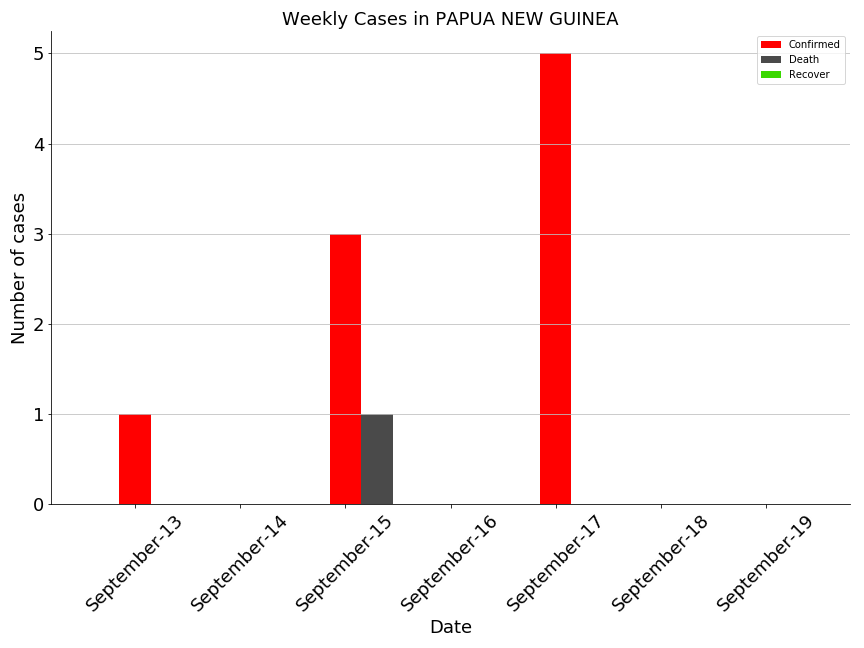 Weekly Cases in PAPUA NEW GUINEA
Confirmed
Death
Recover
Number of cases
5
4
3
2
1
0
September-13
September-14
September-15
September-16
September-17
September-18
September-19
Date